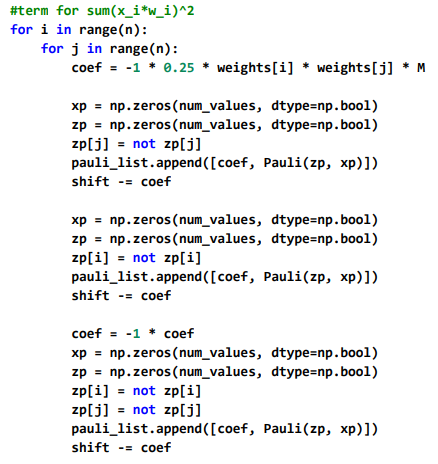 #term for sum(x_i*w_i)^2
for i in range(n):
    for j in range(n):
        coef = -1 * 0.25 * weights[i] * weights[j] * M

        xp = np.zeros(num_values, dtype=np.bool)
        zp = np.zeros(num_values, dtype=np.bool)
        zp[j] = not zp[j]
        pauli_list.append([coef, Pauli(zp, xp)])
        shift -= coef

        xp = np.zeros(num_values, dtype=np.bool)
        zp = np.zeros(num_values, dtype=np.bool)
        zp[i] = not zp[i]
        pauli_list.append([coef, Pauli(zp, xp)])
        shift -= coef

        coef = -1 * coef
        xp = np.zeros(num_values, dtype=np.bool)
        zp = np.zeros(num_values, dtype=np.bool)
        zp[i] = not zp[i]
        zp[j] = not zp[j]
        pauli_list.append([coef, Pauli(zp, xp)])
        shift -= coef